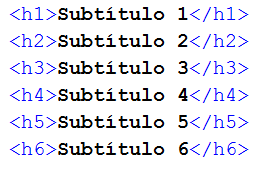 <h1>Subtítulo 1</h1>
<h2>Subtítulo 2</h2>
<h3>Subtítulo 3</h3>
<h4>Subtítulo 4</h4>
<h5>Subtítulo 5</h5>
<h6>Subtítulo 6</h6>